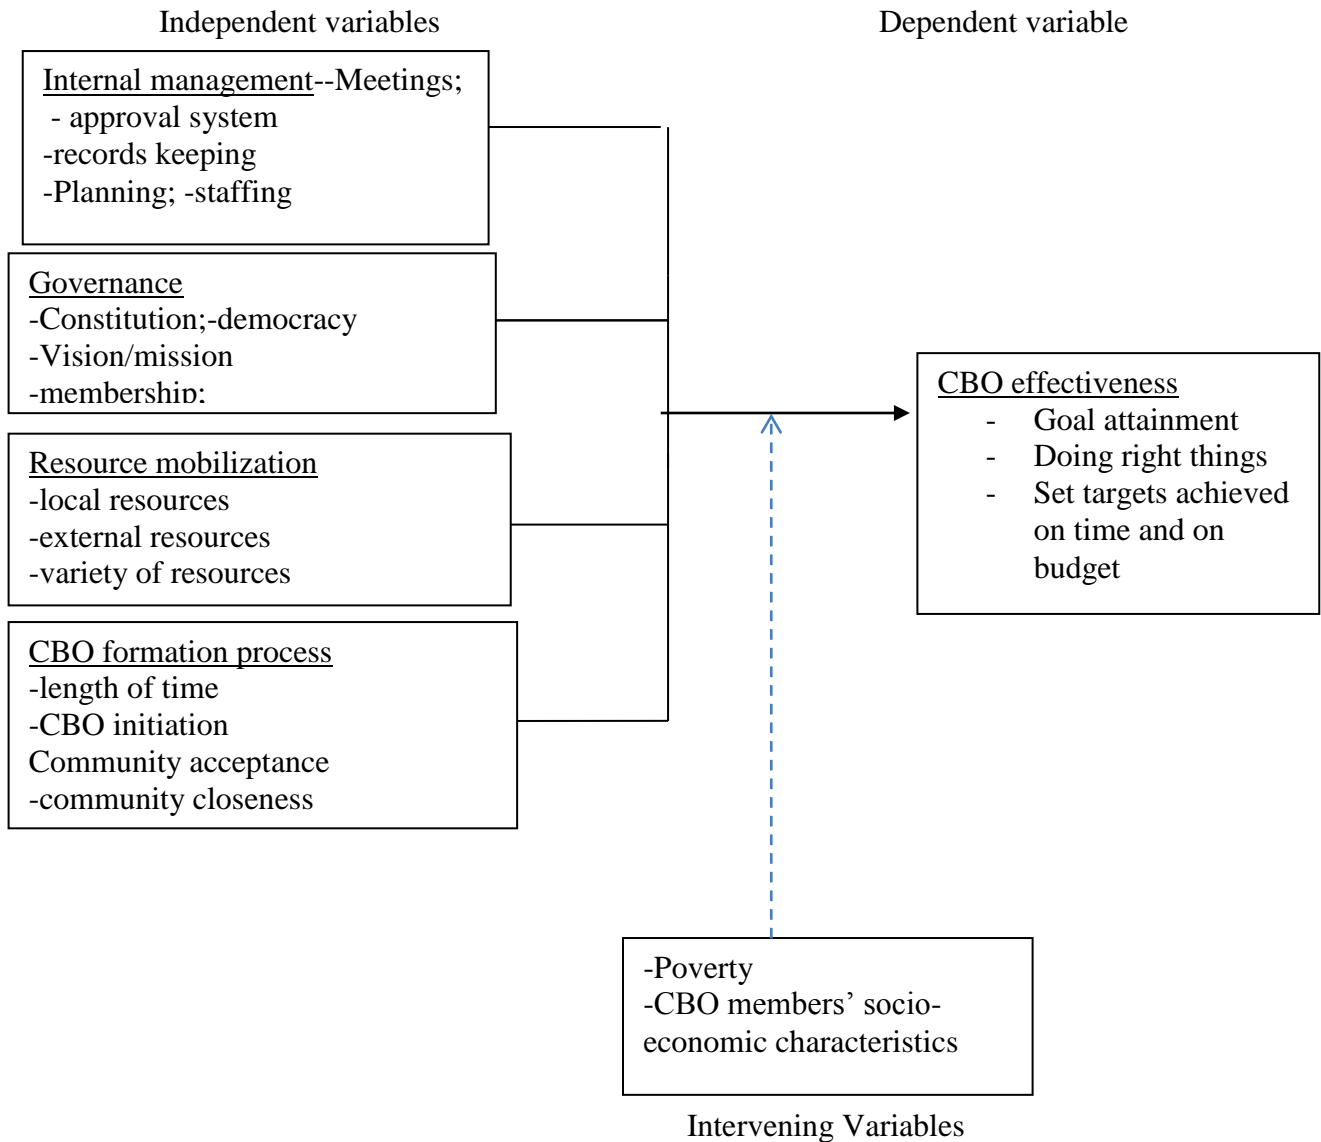 Independent variables
Dependent variable
Internal management--Meetings;
- approval system
-records keeping
-Planning; -staffing
Governance
-Constitution;-democracy
-Vision/mission
-membership;
Resource mobilization
-local resources
-external resources
-variety of resources
CBO formation process
-length of time
-CBO initiation
Community acceptance
-community closeness
CBO effectiveness
- Goal attainment
- Doing right things
- Set targets achieved
on time and on
budget
-Poverty
-CBO members’ socio-
economic characteristics
Intervening Variables